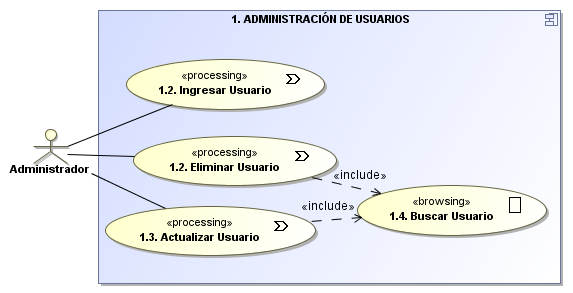 1. ADMINISTRACIÓN DE USUARIOS
«processing»
1.2. Ingresar Usuario
Administrador
«processing»
1.2. Eliminar Usuario
«include»
«processing»
1.3. Actualizar Usuario
«include»
«browsing»
1.4. Buscar Usuario